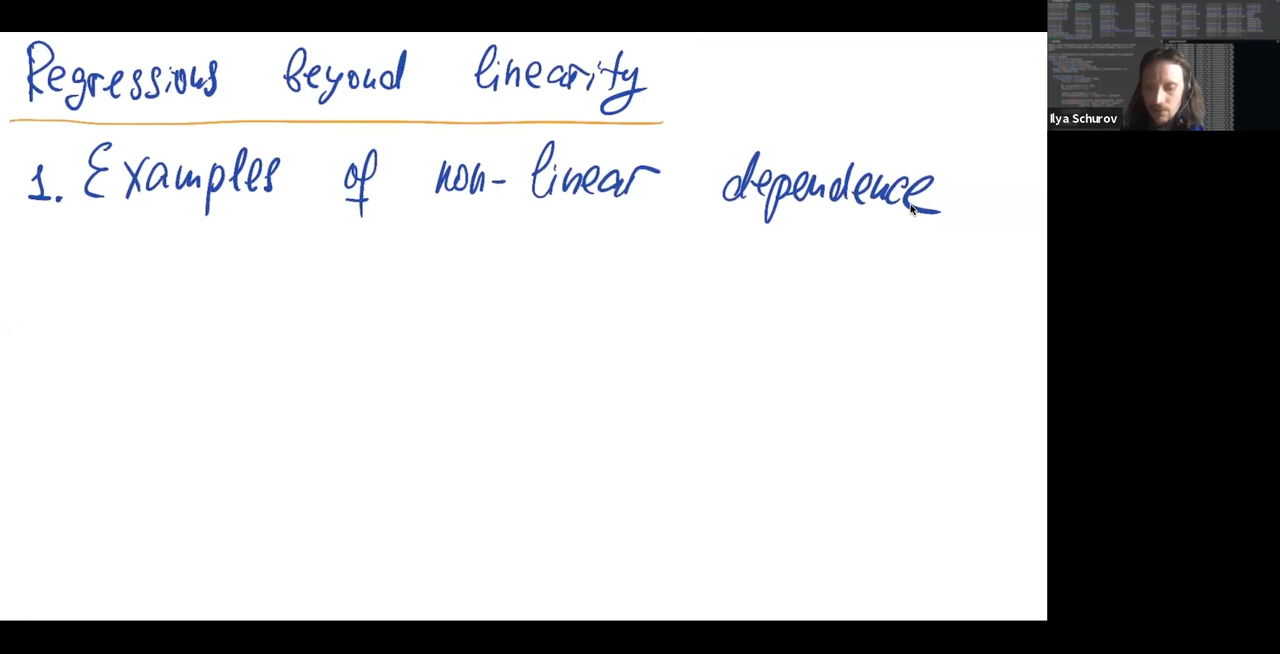 Regressions beyond linearity
1. Examples of non-linear dependence
Ilya Schurov